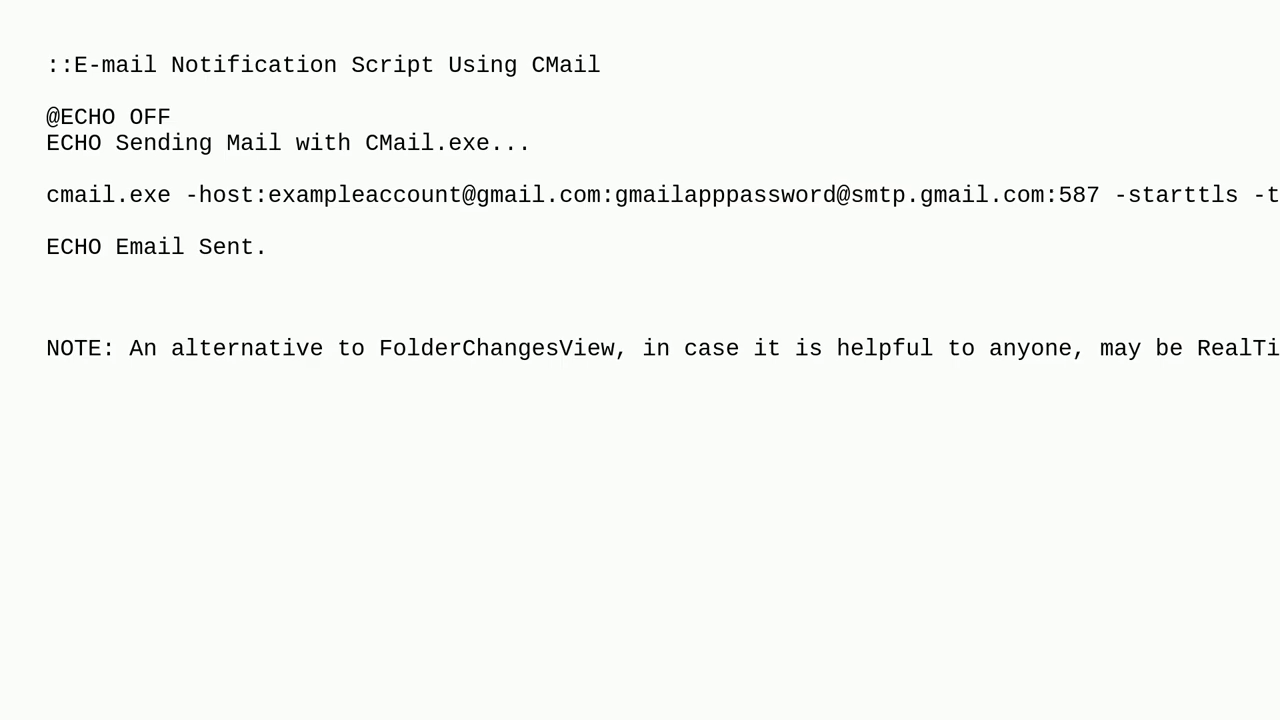 ::E-mail Notification Script Using CMail
@ECHO OFF
ECHO Sending Mail with CMail.exe...
cmail.exe -host:exampleaccount@gmail.com:gmailapppassword@smtp.gmail.com:587 -starttls -t
ECHO Email Sent.
NOTE: An alternative to FolderChangesView, in case it is helpful to anyone, may be RealTi